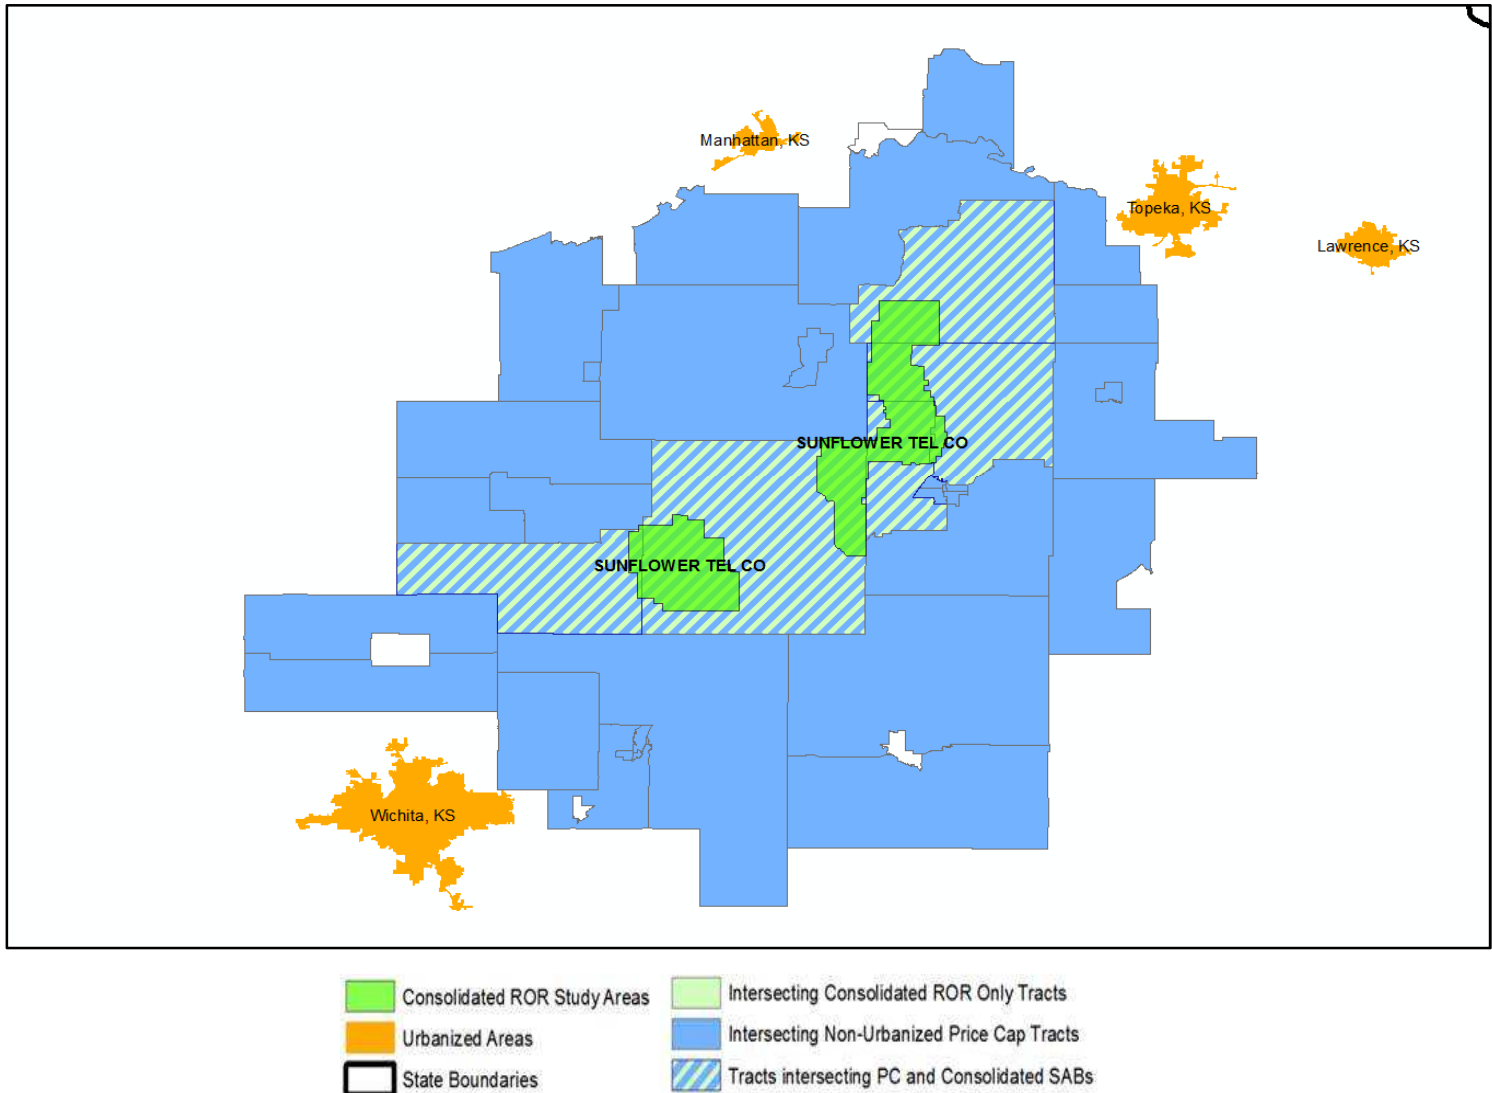 Manhattan, KS
Topeka, KS
Lawrence, KS
SUNFLOWER TEL CO
SUNFLOWER TEL CO
Wichita, KS
Consolidated ROR Study Areas
Intersecting Consolidated ROR Only Tracts
Urbanized Areas
Intersecting Non-Urbanized Price Cap Tracts
State Boundaries
Tracts intersecting PC and Consolidated SABs